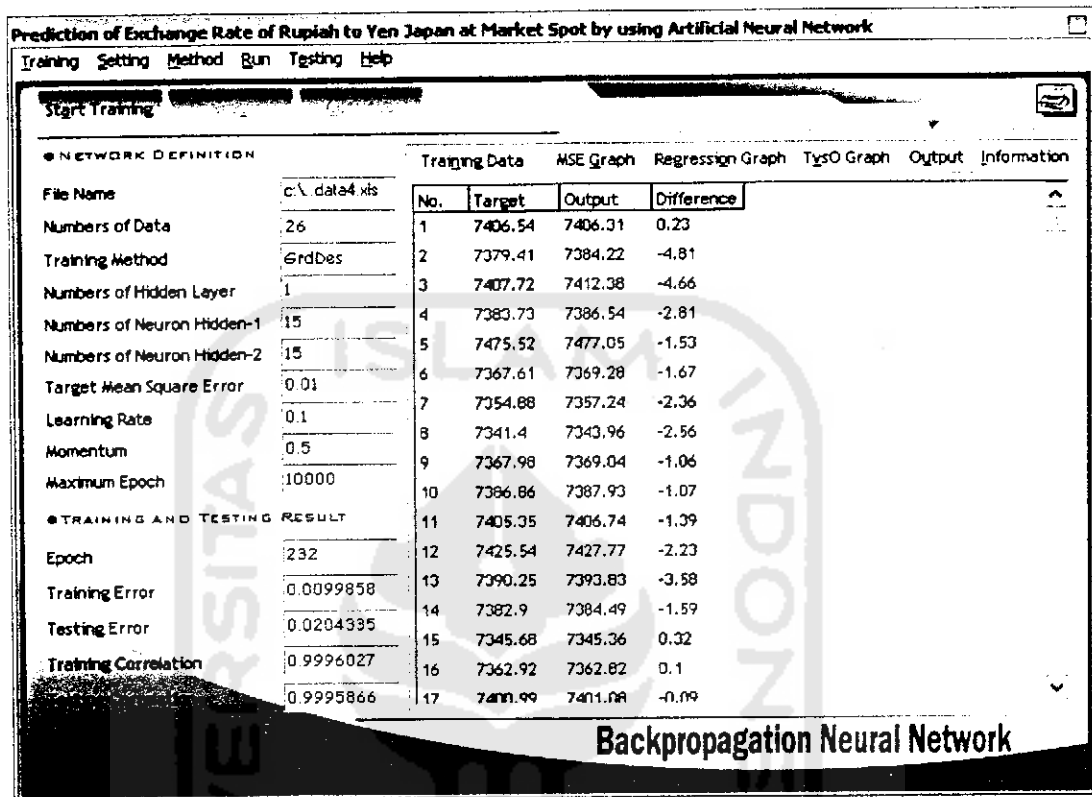 Prediction of Exchange Rate of Rupiah to Yen Japan at Market Spot by using Artificial Neural Network
Training Setting Method Run Testing Help
Start Training
NETWORK DEFINITION
File Name c:\..data4.xls
Numbers of Data 26
Training Method GrdDes
Numbers of Hidden Layer 1
Numbers of Neuron Hidden-1 15
Numbers of Neuron Hidden-2 15
Target Mean Square Error 0.01
Learning Rate 0.1
Momentum 0.5
Maximum Epoch 10000
TRAINING AND TESTING RESULT
Epoch 232
Training Error 0.0099858
Testing Error 0.0204335
Training Correlation 0.9996027
0.9995866
Training Data MSE Graph Regression Graph TvsO Graph Output Information
No. Target Output Difference
1 7406.54 7406.31 0.23
2 7379.41 7384.22 -4.81
3 7407.72 7412.38 -4.66
4 7383.73 7386.54 -2.81
5 7475.52 7477.05 -1.53
6 7367.61 7369.28 -1.67
7 7354.88 7357.24 -2.36
8 7341.4 7343.96 -2.56
9 7367.98 7369.04 -1.06
10 7386.86 7387.93 -1.07
11 7405.35 7406.74 -1.39
12 7425.54 7427.77 -2.23
13 7390.25 7393.83 -3.58
14 7382.9 7384.49 -1.59
15 7345.68 7345.36 0.32
16 7362.92 7362.82 0.1
17 7400.99 7401.08 -0.09
Backpropagation Neural Network
ISLAM INDON
VERSITAS